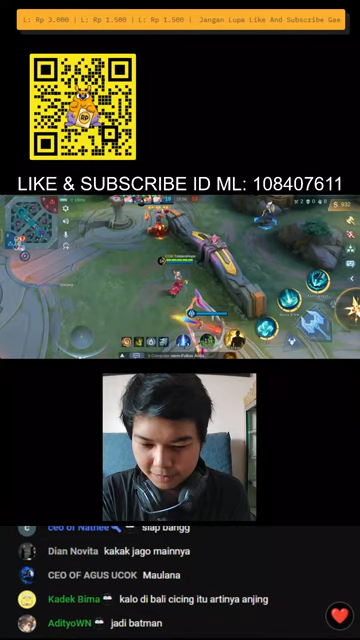 L: Rp 3.000 | L: Rp 1.500 | L: Rp 1.500 | Jangan Lupa Like And Subscribe Gae
LIKE & SUBSCRIBE ID ML: 108407611
932
ceo of Nathee siap bangg
Dian Novita kakak jago mainnya
CEO OF AGUS UCOK Maulana
Kadek Bima kalo di bali cicing itu artinya anjing
AdityoWN jadi batman